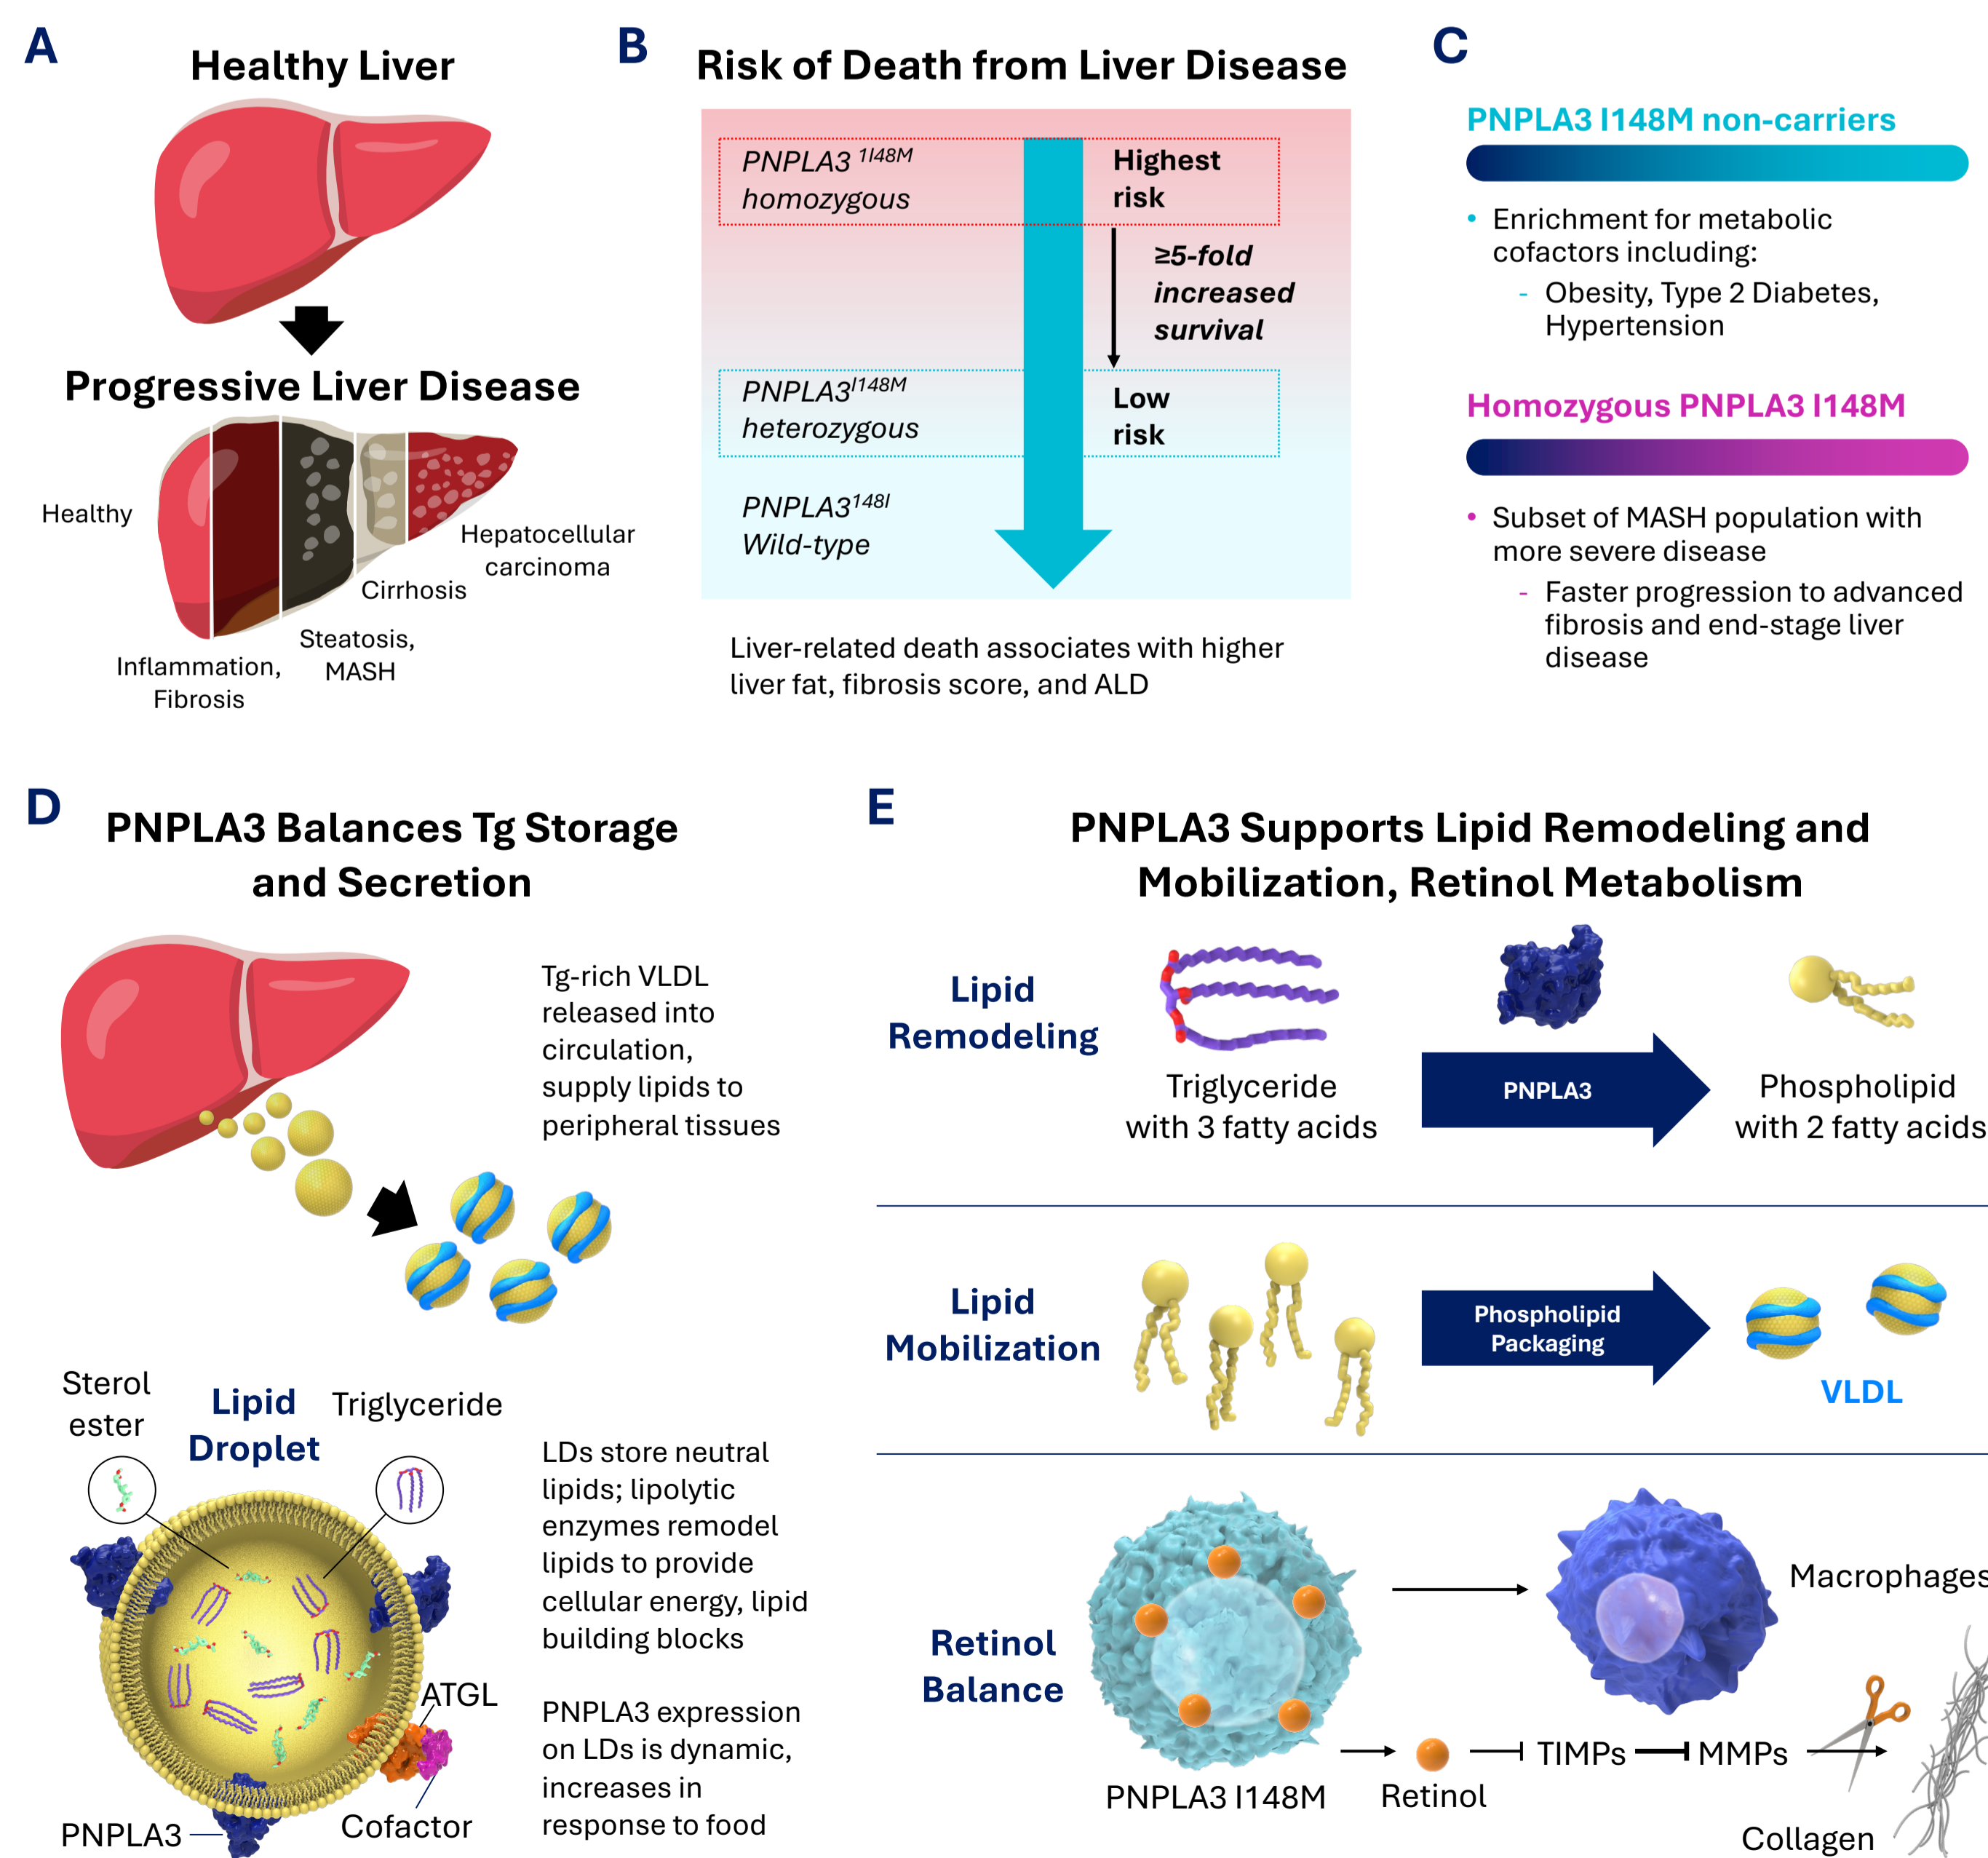 A
Healthy Liver
Progressive Liver Disease
Healthy
Hepatocellular
carcinoma
Cirrhosis
Steatosis,
MASH
Inflammation,
Fibrosis
B
Risk of Death from Liver Disease
PNPLA3 1I48M
homozygous
Highest
risk
≥5-fold
increased
survival
PNPLA3I148M
heterozygous
Low
risk
PNPLA3148I
Wild-type
Liver-related death associates with higher
liver fat, fibrosis score, and ALD
C
PNPLA3 I148M non-carriers
• Enrichment for metabolic
cofactors including:
- Obesity, Type 2 Diabetes,
Hypertension
Homozygous PNPLA3 I148M
• Subset of MASH population with
more severe disease
- Faster progression to advanced
fibrosis and end-stage liver
disease
D
PNPLA3 Balances Tg Storage
and Secretion
Tg-rich VLDL
released into
circulation,
supply lipids to
peripheral tissues
Sterol
ester
Lipid
Droplet
Triglyceride
LDs store neutral
lipids; lipolytic
enzymes remodel
lipids to provide
cellular energy, lipid
building blocks
ATGL
Cofactor
PNPLA3
PNPLA3 expression
on LDs is dynamic,
increases in
response to food
E
PNPLA3 Supports Lipid Remodeling and
Mobilization, Retinol Metabolism
Lipid
Remodeling
Triglyceride
with 3 fatty acids
PNPLA3
Phospholipid
with 2 fatty acids
Lipid
Mobilization
Phospholipid
Packaging
VLDL
Retinol
Balance
Macrophages
PNPLA3 I148M
Retinol
TIMPs
MMPs
Collagen